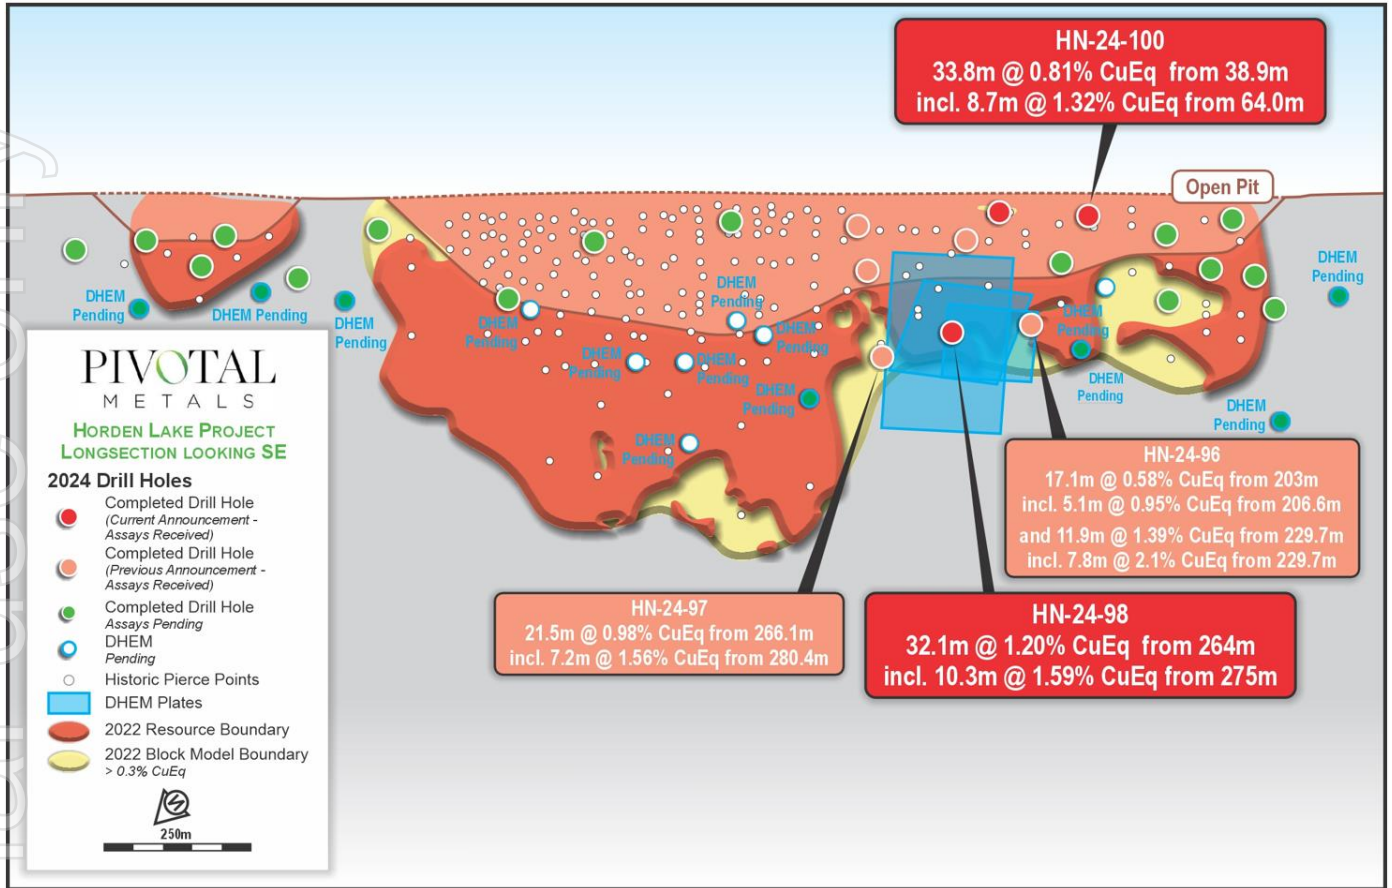 HN-24-100
33.8m @ 0.81% CuEq from 38.9m
incl. 8.7m @ 1.32% CuEq from 64.0m
Open Pit
DHEM
Pending
DHEM
Pending
DHEM Pending
DHEM
Pending
DHEM
Pending
DHEM
Pending
DHEM
Pending
DHEM
Pending
DHEM
Pending
DHEM
Pending
DHEM
Pending
DHEM
Pending
DHEM
Pending
DHEM
Pending
PIVOTAL
METALS
HORDEN LAKE PROJECT
LONGSECTION LOOKING SE
2024 Drill Holes
Completed Drill Hole
(Current Announcement -
Assays Received)
Completed Drill Hole
(Previous Announcement -
Assays Received)
Completed Drill Hole
Assays Pending
DHEM
Pending
Historic Pierce Points
DHEM Plates
2022 Resource Boundary
2022 Block Model Boundary
> 0.3% CuEq
250m
HN-24-96
17.1m @ 0.58% CuEq from 203m
incl. 5.1m @ 0.95% CuEq from 206.6m
and 11.9m @ 1.39% CuEq from 229.7m
incl. 7.8m @ 2.1% CuEq from 229.7m
HN-24-97
21.5m @ 0.98% CuEq from 266.1m
incl. 7.2m @ 1.56% CuEq from 280.4m
HN-24-98
32.1m @ 1.20% CuEq from 264m
incl. 10.3m @ 1.59% CuEq from 275m